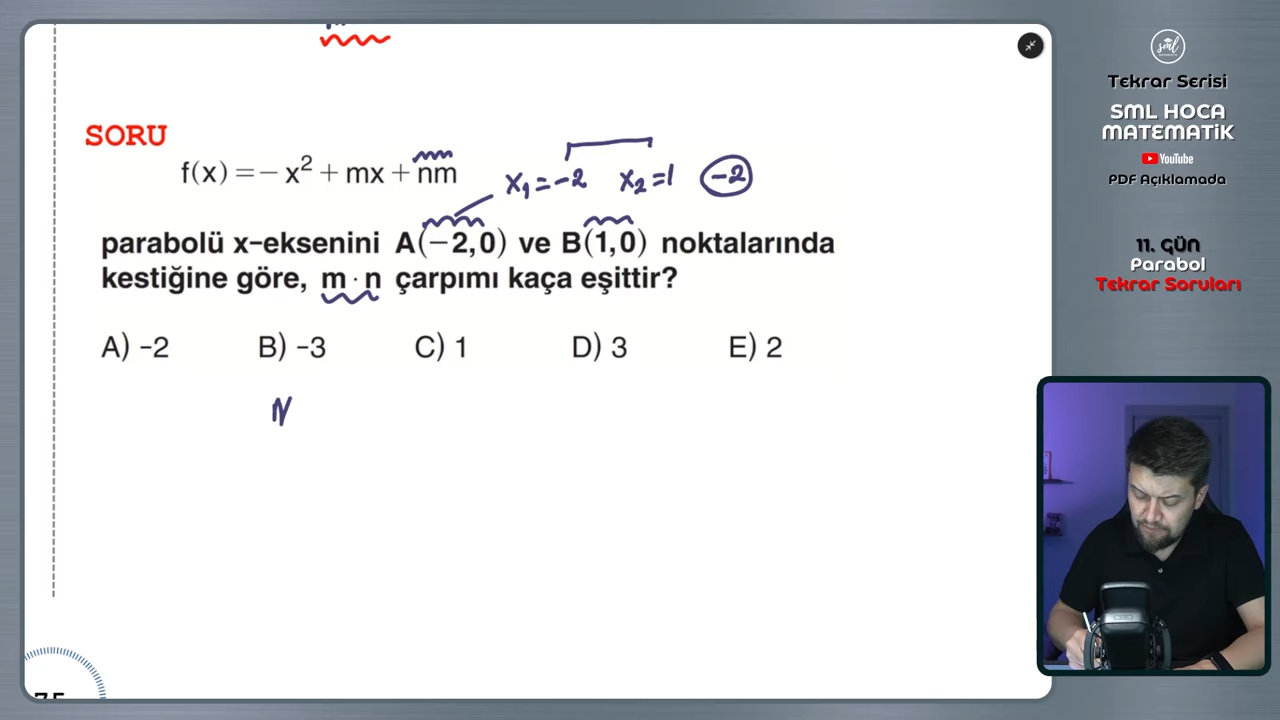 SORU
f(x) = − x² + mx + nm
x₁ = −2 x₂ = 1 −2
parabolü x−eksenini A(−2,0) ve B(1,0) noktalarında
kestiğine göre, m · n çarpımı kaça eşittir?
A) −2 B) −3 C) 1 D) 3 E) 2
N
sml
Tekrar Serisi
SML HOCA
MATEMATİK
YouTube
PDF Açıklamada
11. GÜN
Parabol
Tekrar Soruları